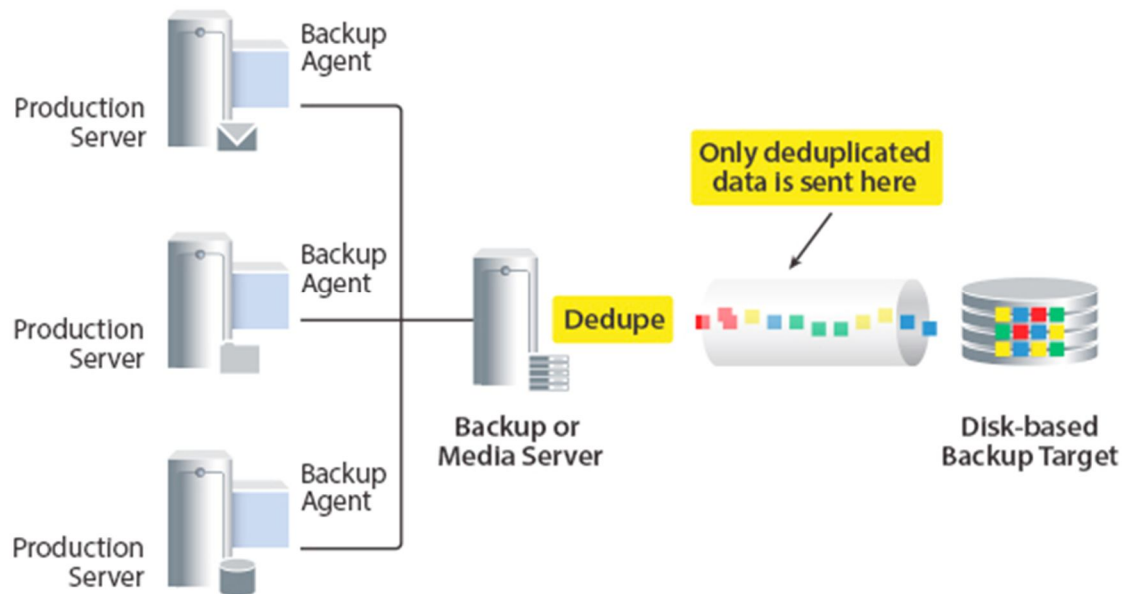 Backup
Agent
Production
Server
Only deduplicated
data is sent here
Backup
Agent
Production
Server
Dedupe
Backup or
Media Server
Disk-based
Backup Target
Backup
Agent
Production
Server